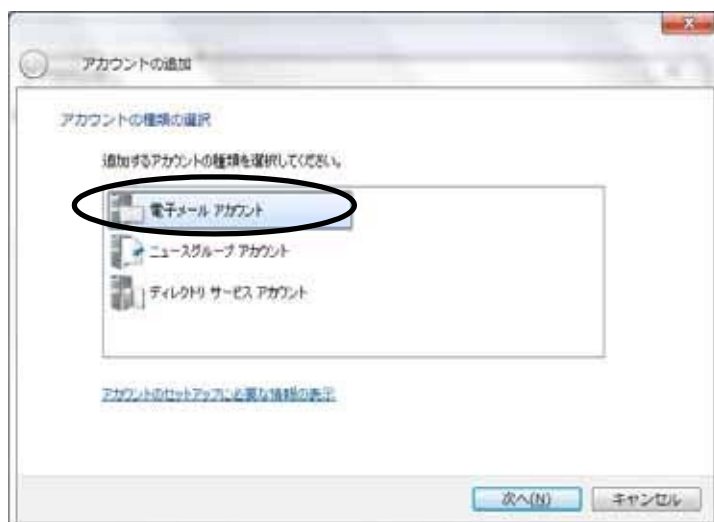 アカウントの追加
アカウントの種類の選択
追加するアカウントの種類を選択してください。
電子メール アカウント
ニュースグループ アカウント
ディレクトリ サービス アカウント
アカウントのセットアップに必要な情報の表示
次へ(N)
キャンセル